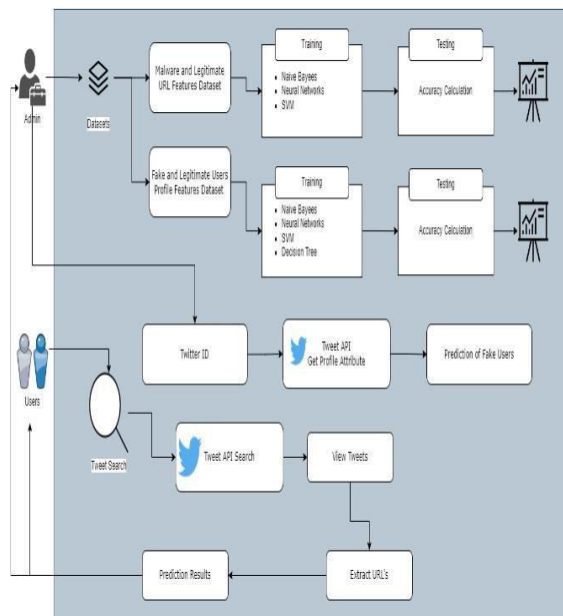 Malware and Legitimate
URL Features Dataset
Training
Naive Bayees
Neural Networks
SVM
Testing
Accuracy Calculation
Admin
Datasets
Fake and Legitimate Users
Profile Features Dataset
Training
Naive Bayees
Neural Networks
SVM
Decision Tree
Testing
Accuracy Calculation
Twitter ID
Tweet API
Get Profile Attribute
Prediction of Fake Users
Users
Tweet Search
Tweet API Search
View Tweets
Prediction Results
Extract URL's